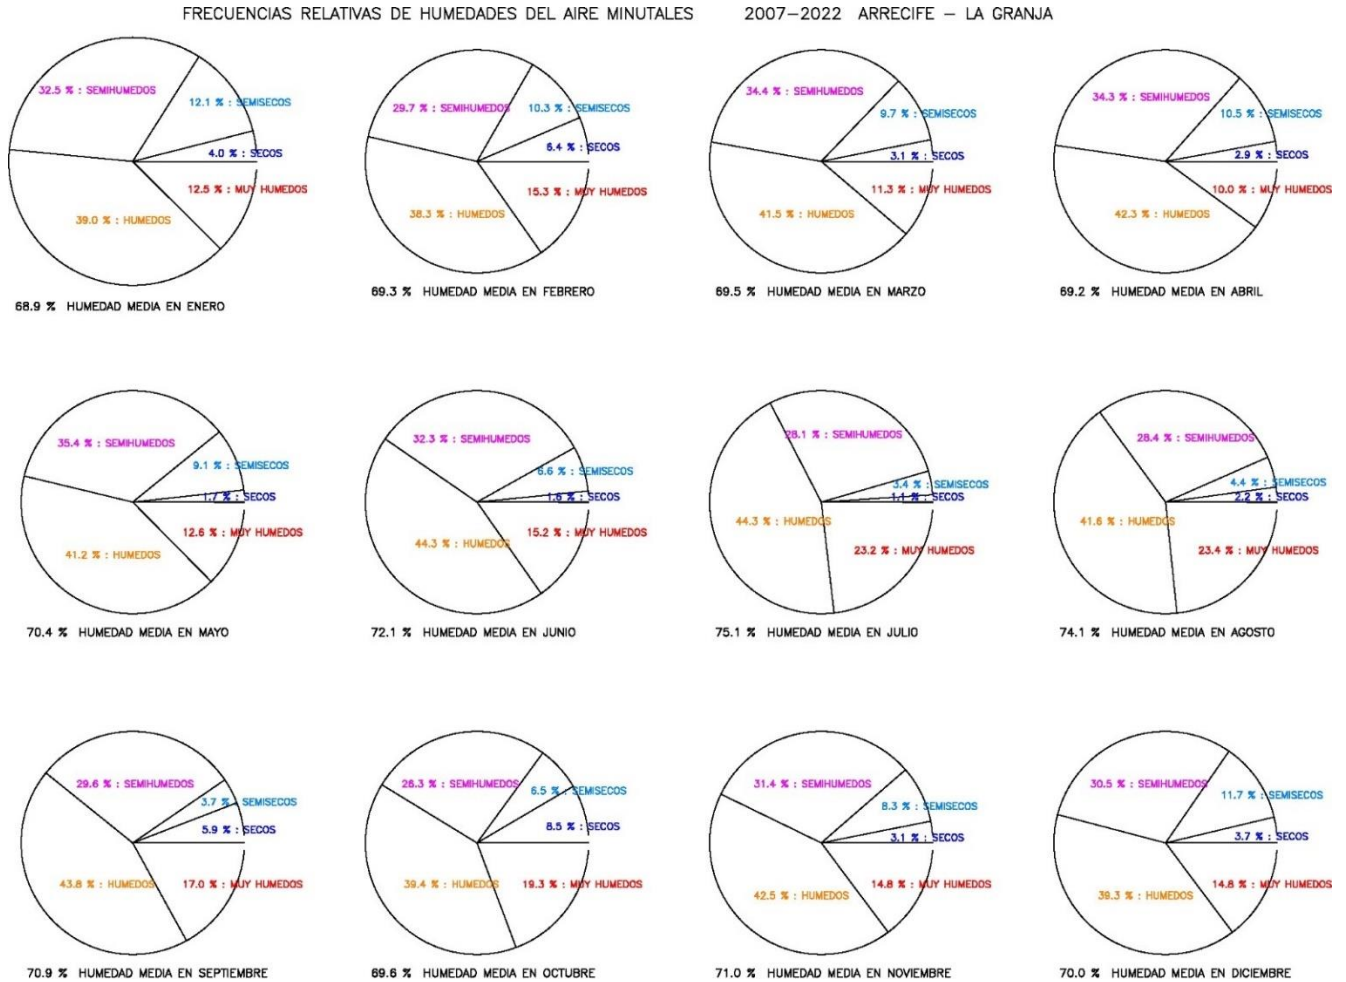 FRECUENCIAS RELATIVAS DE HUMEDADES DEL AIRE MINUTALES 2007-2022 ARRECIFE - LA GRANJA
32.5 % : SEMIHUMEDOS
12.1 % : SEMISECOS
4.0 % : SECOS
12.5 % : MUY HUMEDOS
39.0 % : HUMEDOS
68.9 % HUMEDAD MEDIA EN ENERO
29.7 % : SEMIHUMEDOS
10.3 % : SEMISECOS
6.4 % : SECOS
15.3 % : MUY HUMEDOS
38.3 % : HUMEDOS
69.3 % HUMEDAD MEDIA EN FEBRERO
34.4 % : SEMIHUMEDOS
9.7 % : SEMISECOS
3.1 % : SECOS
11.3 % : MUY HUMEDOS
41.5 % : HUMEDOS
69.5 % HUMEDAD MEDIA EN MARZO
34.3 % : SEMIHUMEDOS
10.5 % : SEMISECOS
2.9 % : SECOS
10.0 % : MUY HUMEDOS
42.3 % : HUMEDOS
69.2 % HUMEDAD MEDIA EN ABRIL
35.4 % : SEMIHUMEDOS
9.1 % : SEMISECOS
1.7 % : SECOS
12.6 % : MUY HUMEDOS
41.2 % : HUMEDOS
70.4 % HUMEDAD MEDIA EN MAYO
32.3 % : SEMIHUMEDOS
6.6 % : SEMISECOS
1.6 % : SECOS
15.2 % : MUY HUMEDOS
44.3 % : HUMEDOS
72.1 % HUMEDAD MEDIA EN JUNIO
28.1 % : SEMIHUMEDOS
3.4 % : SEMISECOS
1.1 % : SECOS
44.3 % : HUMEDOS
23.2 % : MUY HUMEDOS
75.1 % HUMEDAD MEDIA EN JULIO
28.4 % : SEMIHUMEDOS
4.4 % : SEMISECOS
2.2 % : SECOS
41.6 % : HUMEDOS
23.4 % : MUY HUMEDOS
74.1 % HUMEDAD MEDIA EN AGOSTO
29.6 % : SEMIHUMEDOS
3.7 % : SEMISECOS
5.9 % : SECOS
43.8 % : HUMEDOS
17.0 % : MUY HUMEDOS
70.9 % HUMEDAD MEDIA EN SEPTIEMBRE
26.3 % : SEMIHUMEDOS
6.5 % : SEMISECOS
8.5 % : SECOS
39.4 % : HUMEDOS
19.3 % : MUY HUMEDOS
69.6 % HUMEDAD MEDIA EN OCTUBRE
31.4 % : SEMIHUMEDOS
8.3 % : SEMISECOS
3.1 % : SECOS
14.8 % : MUY HUMEDOS
42.5 % : HUMEDOS
71.0 % HUMEDAD MEDIA EN NOVIEMBRE
30.5 % : SEMIHUMEDOS
11.7 % : SEMISECOS
3.7 % : SECOS
14.8 % : MUY HUMEDOS
39.3 % : HUMEDOS
70.0 % HUMEDAD MEDIA EN DICIEMBRE